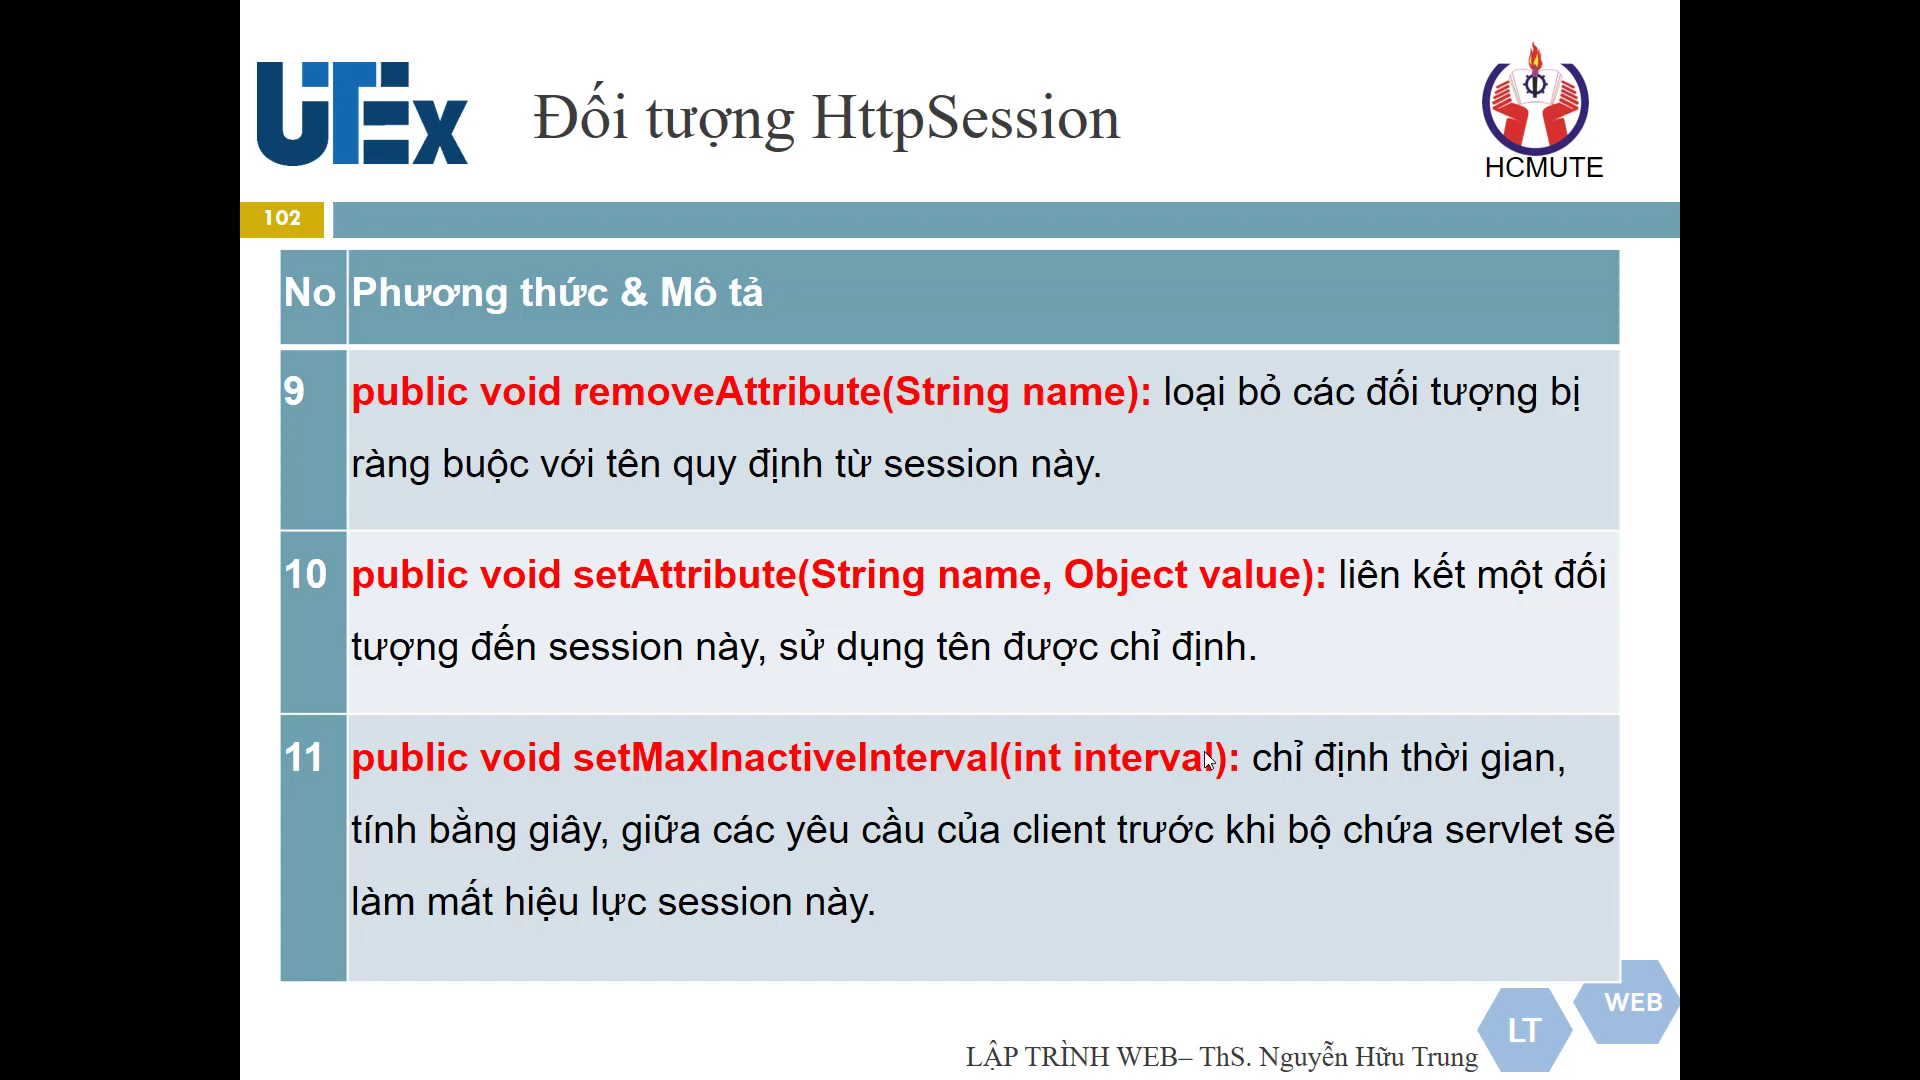 UTEx
Đối tượng HttpSession
HCMUTE
102
No Phương thức & Mô tả
9 public void removeAttribute(String name): loại bỏ các đối tượng bị
ràng buộc với tên quy định từ session này.
10 public void setAttribute(String name, Object value): liên kết một đối
tượng đến session này, sử dụng tên được chỉ định.
11 public void setMaxInactiveInterval(int interval): chỉ định thời gian,
tính bằng giây, giữa các yêu cầu của client trước khi bộ chứa servlet sẽ
làm mất hiệu lực session này.
WEB
LT
LẬP TRÌNH WEB– ThS. Nguyễn Hữu Trung